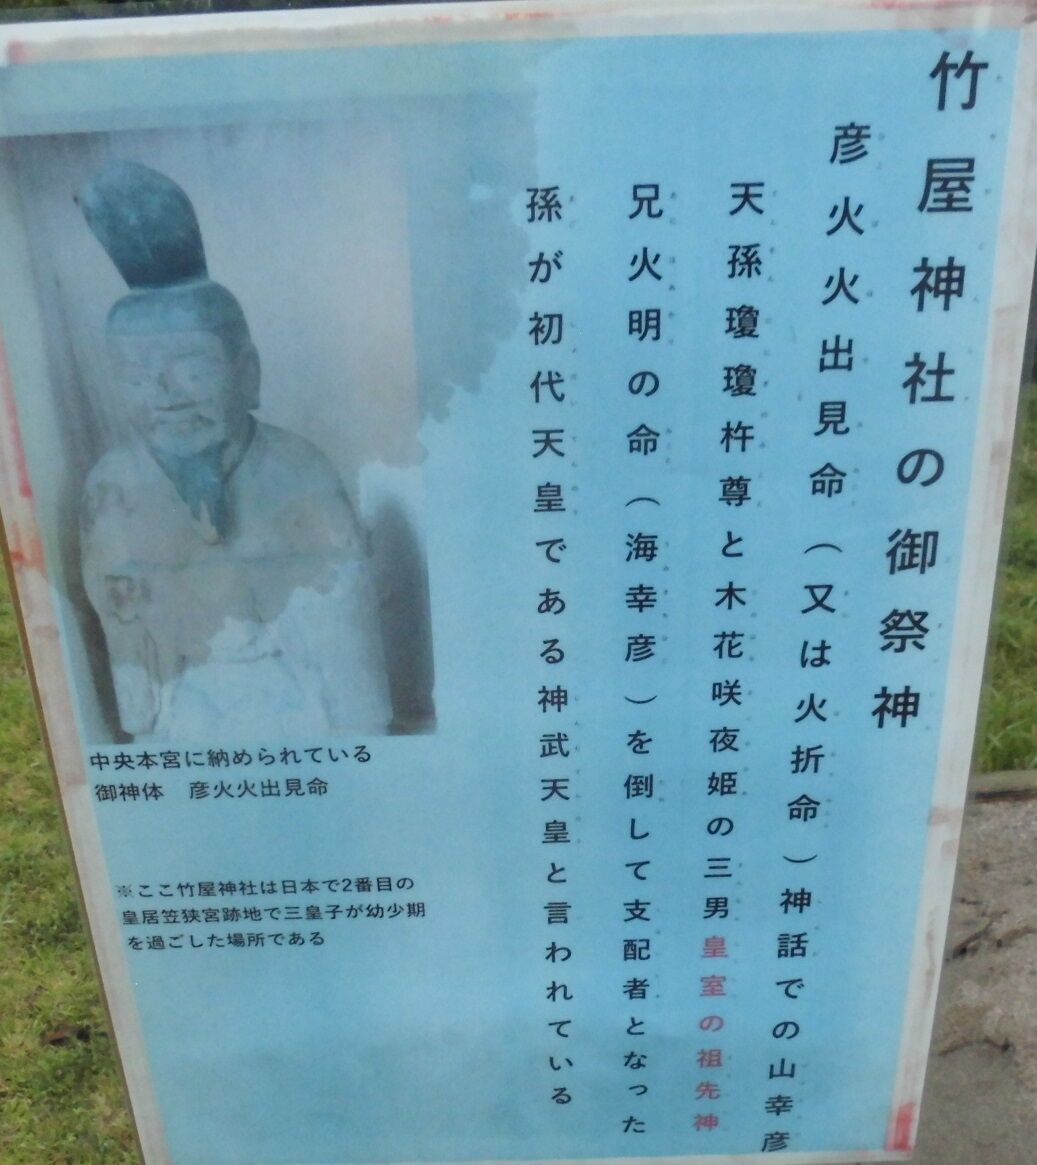 竹屋神社の御祭神
彦火火出見命(又は火折命)神話での山幸彦
天孫瓊瓊杵尊と木花咲夜姫の三男皇室の祖先神
兄火明の命(海幸彦)を倒して支配者となった
孫が初代天皇である神武天皇と言われている
中央本宮に納められている
御神体 彦火火出見命
※ここ竹屋神社は日本で2番目の
皇居笠狭宮跡地で三皇子が幼少期
を過ごした場所である